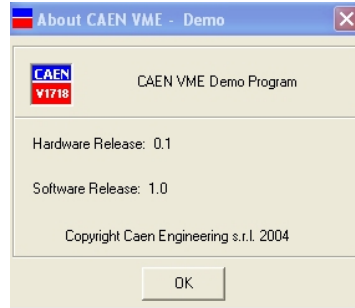 About CAEN VME - Demo
CAEN
V1718
CAEN VME Demo Program
Hardware Release: 0.1
Software Release: 1.0
Copyright Caen Engineering s.r.l. 2004
OK